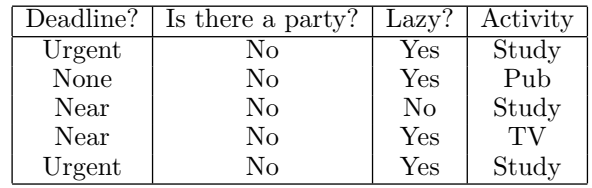 Deadline? Is there a party? Lazy? Activity
Urgent No Yes Study
None No Yes Pub
Near No No Study
Near No Yes TV
Urgent No Yes Study